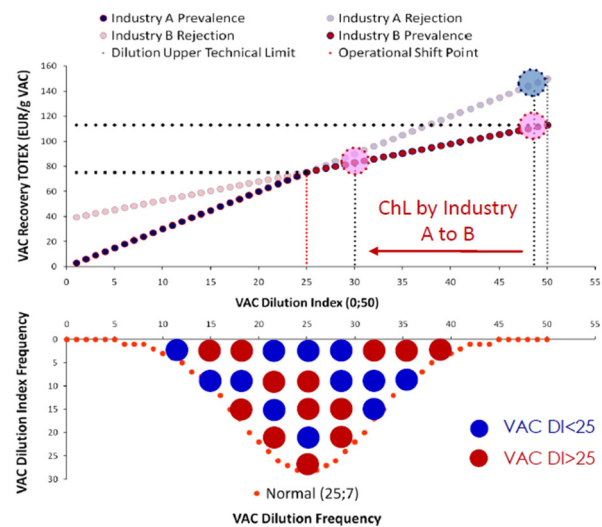 Industry A Prevalence
Industry A Rejection
Industry B Rejection
Industry B Prevalence
Dilution Upper Technical Limit
Operational Shift Point
VAC Recovery TOTEX (EUR/g VAC)
160
140
120
100
80
60
40
20
0
ChL by Industry
A to B
0 5 10 15 20 25 30 35 40 45 50 55
VAC Dilution Index (0;50)
0 5 10 15 20 25 30 35 40 45 50 55
VAC Dilution Index Frequency
0
5
10
15
20
25
30
VAC DI<25
VAC DI>25
Normal (25;7)
VAC Dilution Frequency